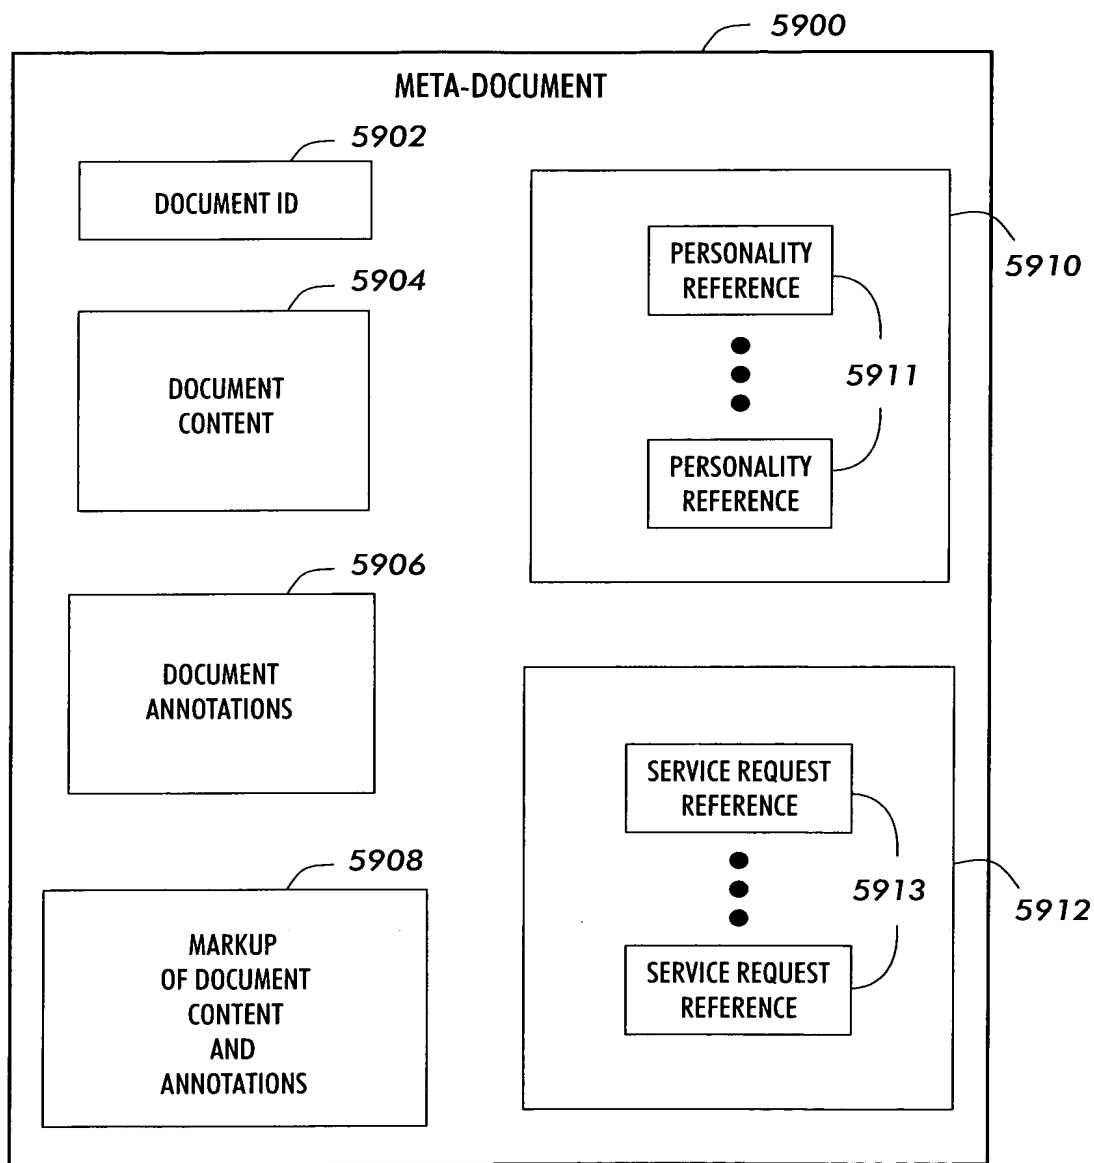 5900
META-DOCUMENT
5902
DOCUMENT ID
5904
DOCUMENT
CONTENT
5906
DOCUMENT
ANNOTATIONS
5908
MARKUP
OF DOCUMENT
CONTENT
AND
ANNOTATIONS
5910
PERSONALITY
REFERENCE
5911
PERSONALITY
REFERENCE
5912
SERVICE REQUEST
REFERENCE
5913
SERVICE REQUEST
REFERENCE